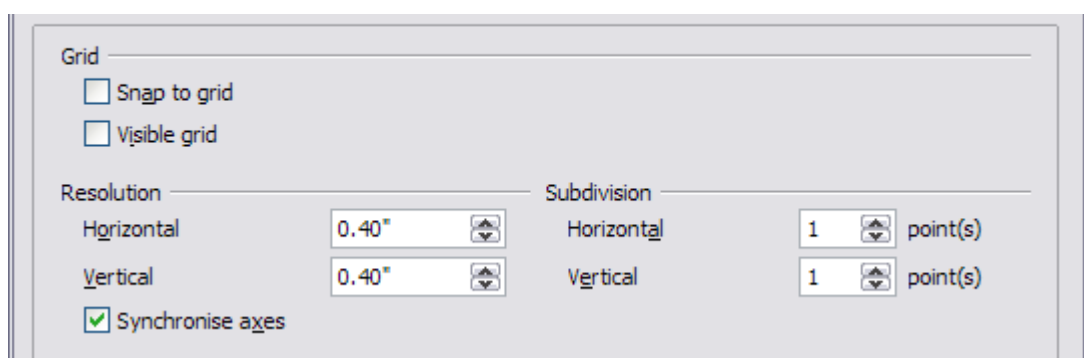 Grid
Snap to grid
Visible grid
Resolution
Horizontal 0.40"
Vertical 0.40"
Synchronise axes
Subdivision
Horizontal 1 point(s)
Vertical 1 point(s)